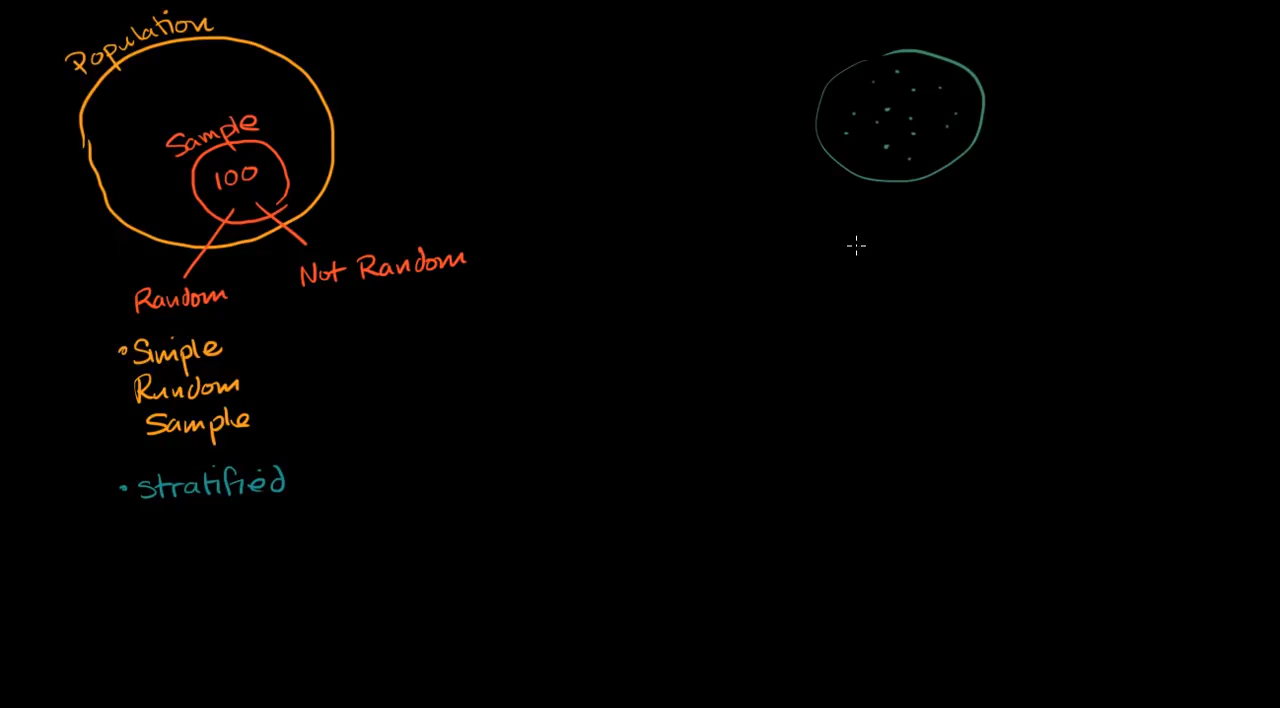 Population
Sample
100
Not Random
Random
• Simple
Random
Sample
• stratified